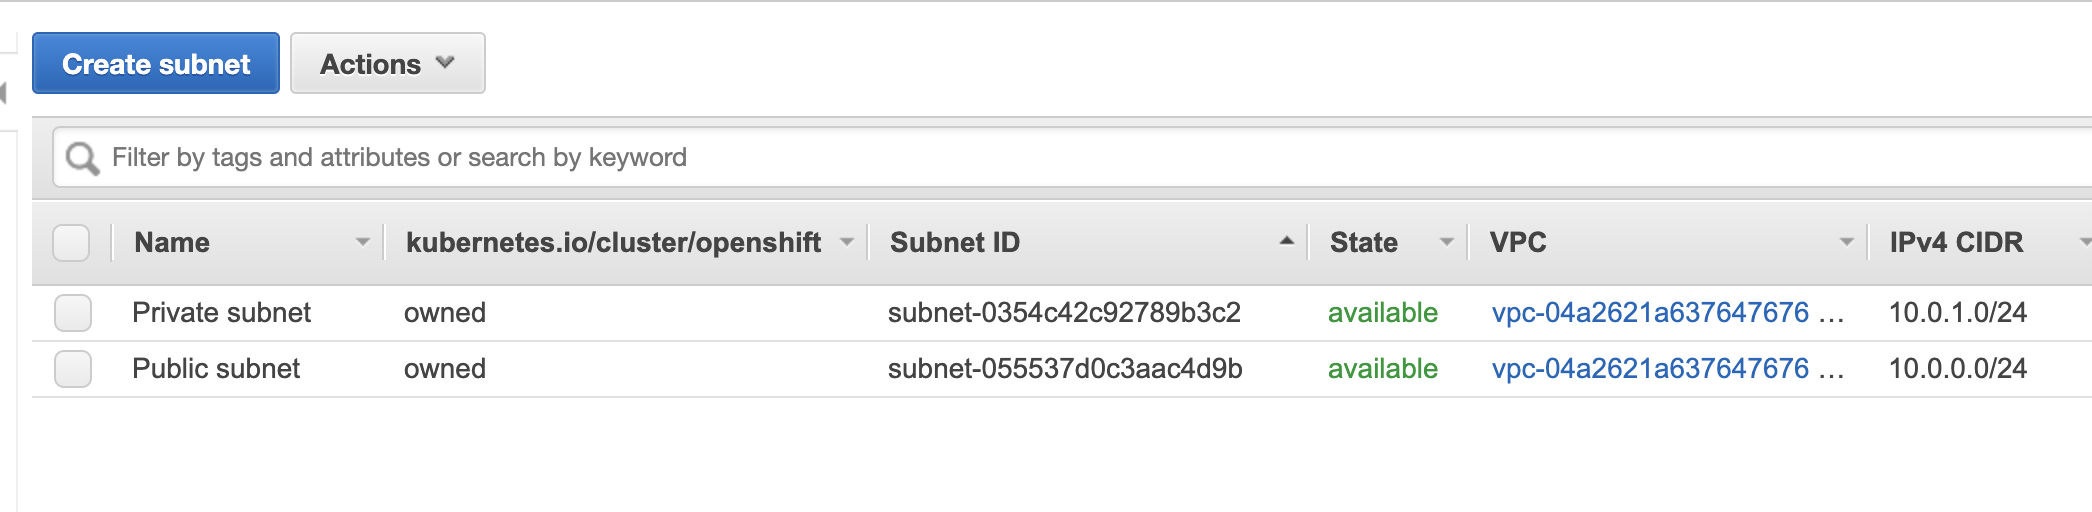 Create subnet Actions
Filter by tags and attributes or search by keyword
Name kubernetes.io/cluster/openshift Subnet ID State VPC IPv4 CIDR
Private subnet owned subnet-0354c42c92789b3c2 available vpc-04a2621a637647676 ... 10.0.1.0/24
Public subnet owned subnet-055537d0c3aac4d9b available vpc-04a2621a637647676 ... 10.0.0.0/24